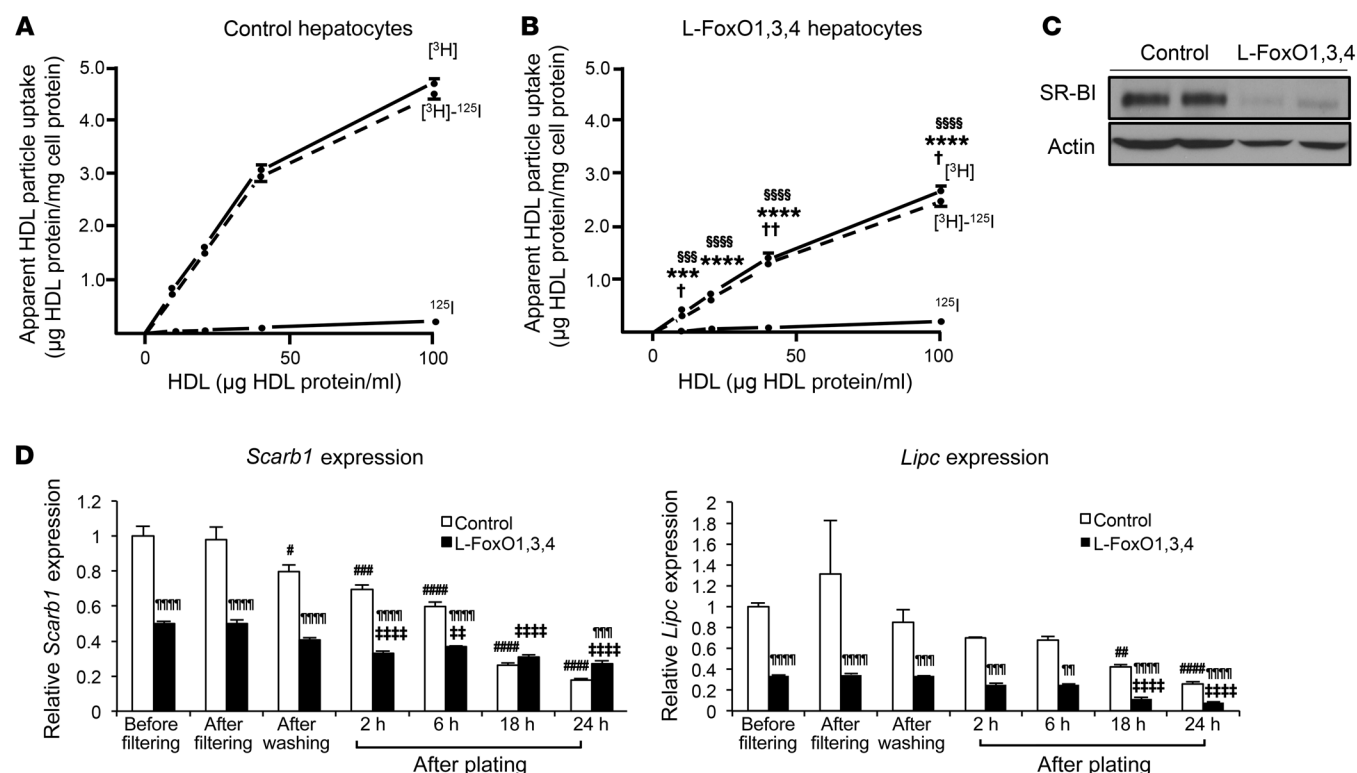 A
Control hepatocytes
Apparent HDL particle uptake
(µg HDL protein/mg cell protein)
5.0
4.0
3.0
2.0
1.0
[³H]
[³H]-¹²⁵I
¹²⁵I
0
50
100
HDL (µg HDL protein/ml)
B
L-FoxO1,3,4 hepatocytes
Apparent HDL particle uptake
(µg HDL protein/mg cell protein)
5.0
4.0
3.0
2.0
1.0
§§§
***
†
§§§§
****
§§§§
****
††
§§§§
****
†
[³H]
[³H]-¹²⁵I
¹²⁵I
0
50
100
HDL (µg HDL protein/ml)
C
Control
L-FoxO1,3,4
SR-BI
Actin
D
Scarb1 expression
Relative Scarb1 expression
1.2
1
0.8
0.6
0.4
0.2
0
Control
L-FoxO1,3,4
¶¶¶¶
¶¶¶¶
#
¶¶¶¶
###
¶¶¶¶
‡‡‡‡
####
¶¶¶¶
‡‡
####
‡‡‡‡
####
¶¶¶
‡‡‡‡
Before
filtering
After
filtering
After
washing
2 h
6 h
18 h
24 h
After plating
Lipc expression
Relative Lipc expression
2
1.8
1.6
1.4
1.2
1
0.8
0.6
0.4
0.2
0
Control
L-FoxO1,3,4
¶¶¶¶
¶¶¶¶
¶¶¶
¶¶¶
¶¶
##
¶¶¶¶
‡‡‡‡
####
¶¶¶¶
‡‡‡‡
Before
filtering
After
filtering
After
washing
2 h
6 h
18 h
24 h
After plating